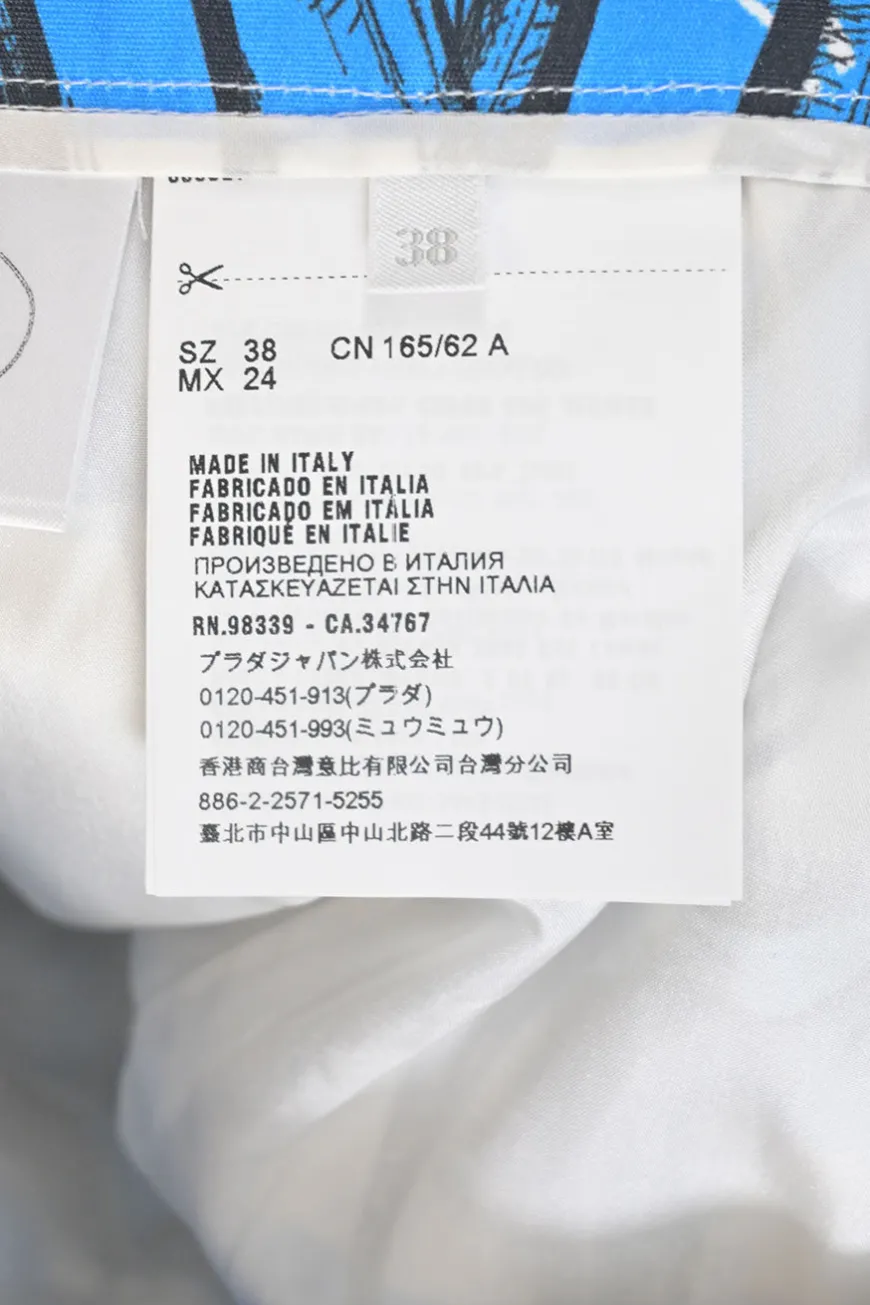 38
SZ 38 CN 165/62 A
MX 24
MADE IN ITALY
FABRICADO EN ITALIA
FABRICADO EM ITÁLIA
FABRIQUÉ EN ITALIE
ПРОИЗВЕДЕНО В ИТАЛИЯ
ΚΑΤΑΣΚΕΥΑΖΕΤΑΙ ΣΤΗΝ ΙΤΑΛΙΑ
RN.98339 - CA.34767
プラダジャパン株式会社
0120-451-913(プラダ)
0120-451-993(ミュウミュウ)
香港商台灣意比有限公司台灣分公司
886-2-2571-5255
臺北市中山區中山北路二段44號12樓A室